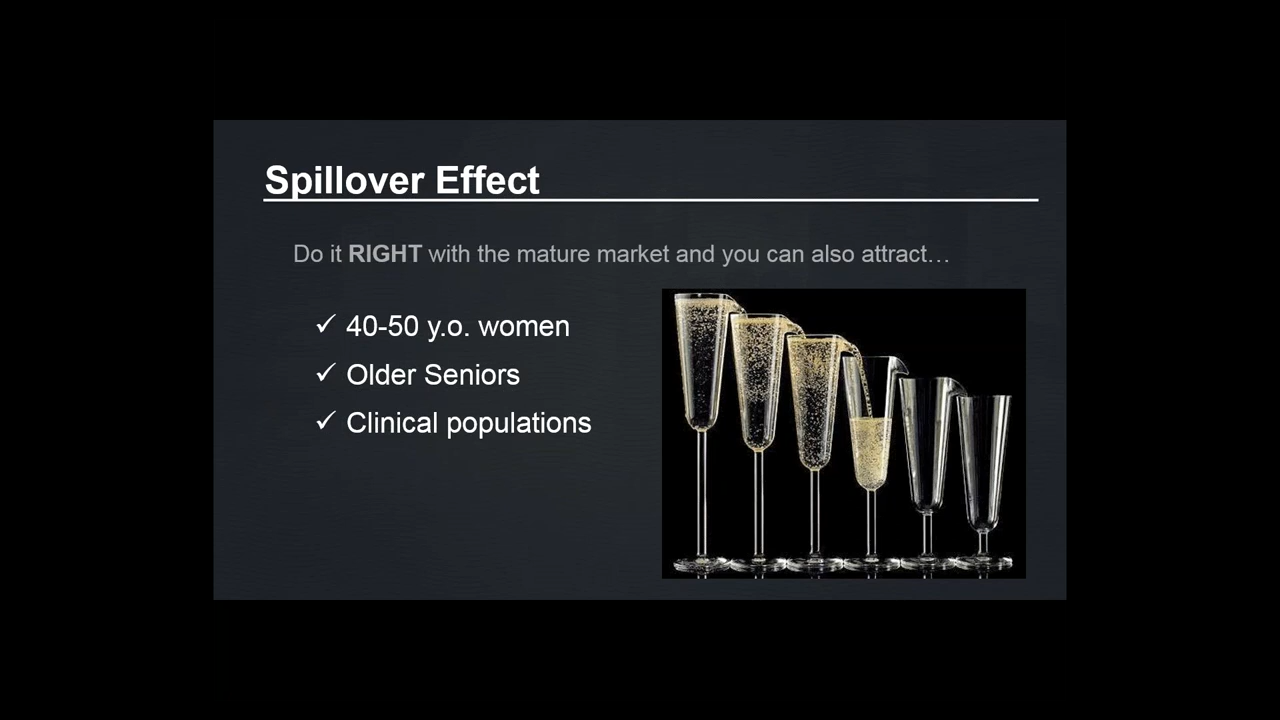 Spillover Effect
Do it RIGHT with the mature market and you can also attract…
✓ 40-50 y.o. women
✓ Older Seniors
✓ Clinical populations